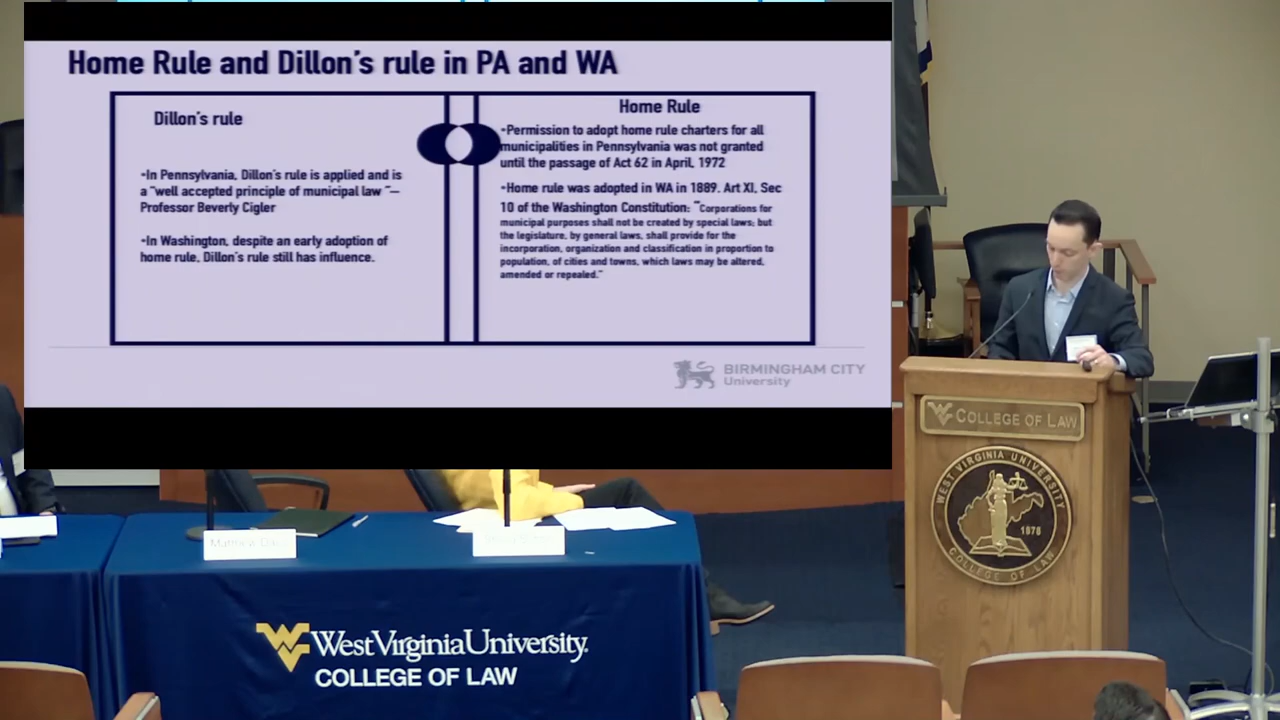 Home Rule and Dillon's rule in PA and WA
Dillon's rule
•In Pennsylvania, Dillon's rule is applied and is
a "well accepted principle of municipal law "—
Professor Beverly Cigler
•In Washington, despite an early adoption of
home rule, Dillon's rule still has influence.
Home Rule
•Permission to adopt home rule charters for all
municipalities in Pennsylvania was not granted
until the passage of Act 62 in April, 1972
•Home rule was adopted in WA in 1889. Art XI, Sec
10 of the Washington Constitution: "Corporations for
municipal purposes shall not be created by special laws; but
the legislature, by general laws, shall provide for the
incorporation, organization and classification in proportion to
population, of cities and towns, which laws may be altered,
amended or repealed."
BIRMINGHAM CITY
University
COLLEGE OF LAW
WEST VIRGINIA UNIVERSITY
1878
COLLEGE OF LAW
WestVirginiaUniversity.
COLLEGE OF LAW